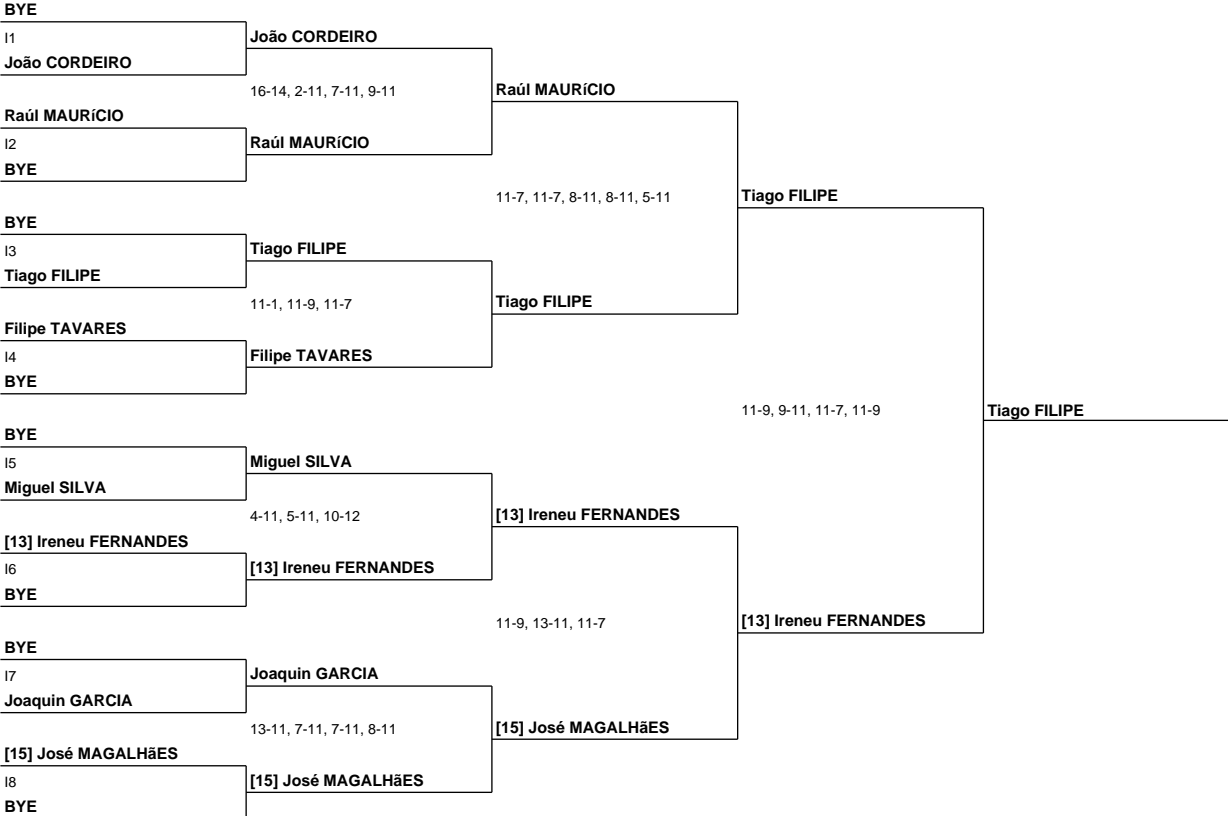 BYE
I1
João CORDEIRO
João CORDEIRO
16-14, 2-11, 7-11, 9-11
Raúl MAURíCIO
Raúl MAURíCIO
I2
Raúl MAURíCIO
BYE
11-7, 11-7, 8-11, 8-11, 5-11
Tiago FILIPE
BYE
I3
Tiago FILIPE
Tiago FILIPE
11-1, 11-9, 11-7
Tiago FILIPE
Filipe TAVARES
I4
Filipe TAVARES
BYE
11-9, 9-11, 11-7, 11-9
Tiago FILIPE
BYE
I5
Miguel SILVA
Miguel SILVA
4-11, 5-11, 10-12
[13] Ireneu FERNANDES
[13] Ireneu FERNANDES
I6
[13] Ireneu FERNANDES
BYE
11-9, 13-11, 11-7
[13] Ireneu FERNANDES
BYE
I7
Joaquin GARCIA
Joaquin GARCIA
13-11, 7-11, 7-11, 8-11
[15] José MAGALHãES
[15] José MAGALHãES
I8
[15] José MAGALHãES
BYE